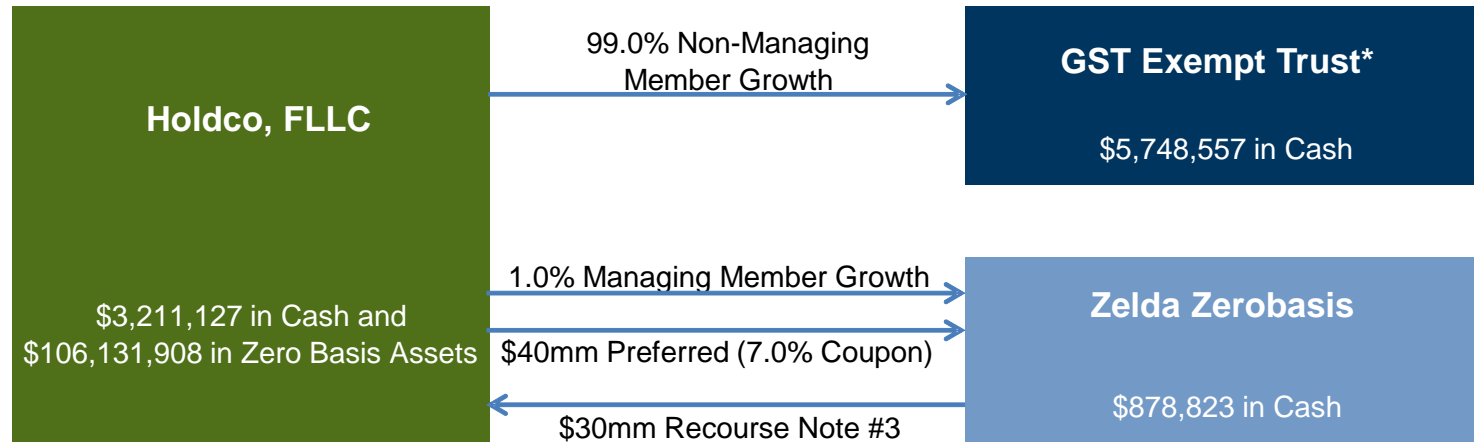 Holdco, FLLC
$3,211,127 in Cash and
$106,131,908 in Zero Basis Assets
99.0% Non-Managing
Member Growth
GST Exempt Trust*
$5,748,557 in Cash
1.0% Managing Member Growth
$40mm Preferred (7.0% Coupon)
$30mm Recourse Note #3
Zelda Zerobasis
$878,823 in Cash